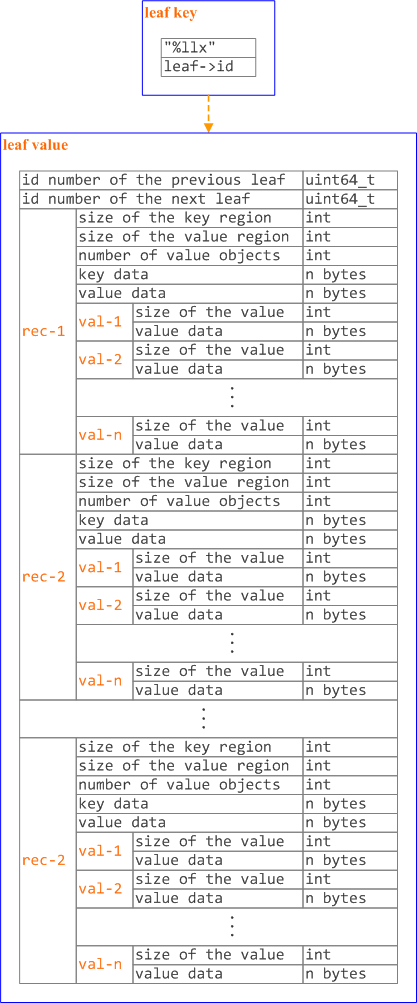 leaf key
"%llx"
leaf->id
leaf value
id number of the previous leaf uint64_t
id number of the next leaf uint64_t
size of the key region int
size of the value region int
number of value objects int
key data n bytes
value data n bytes
rec-1 val-1 size of the value int
value data n bytes
val-2 size of the value int
value data n bytes
⋮
val-n size of the value int
value data n bytes
size of the key region int
size of the value region int
number of value objects int
key data n bytes
value data n bytes
rec-2 val-1 size of the value int
value data n bytes
val-2 size of the value int
value data n bytes
⋮
val-n size of the value int
value data n bytes
⋮
size of the key region int
size of the value region int
number of value objects int
key data n bytes
value data n bytes
rec-2 val-1 size of the value int
value data n bytes
val-2 size of the value int
value data n bytes
⋮
val-n size of the value int
value data n bytes